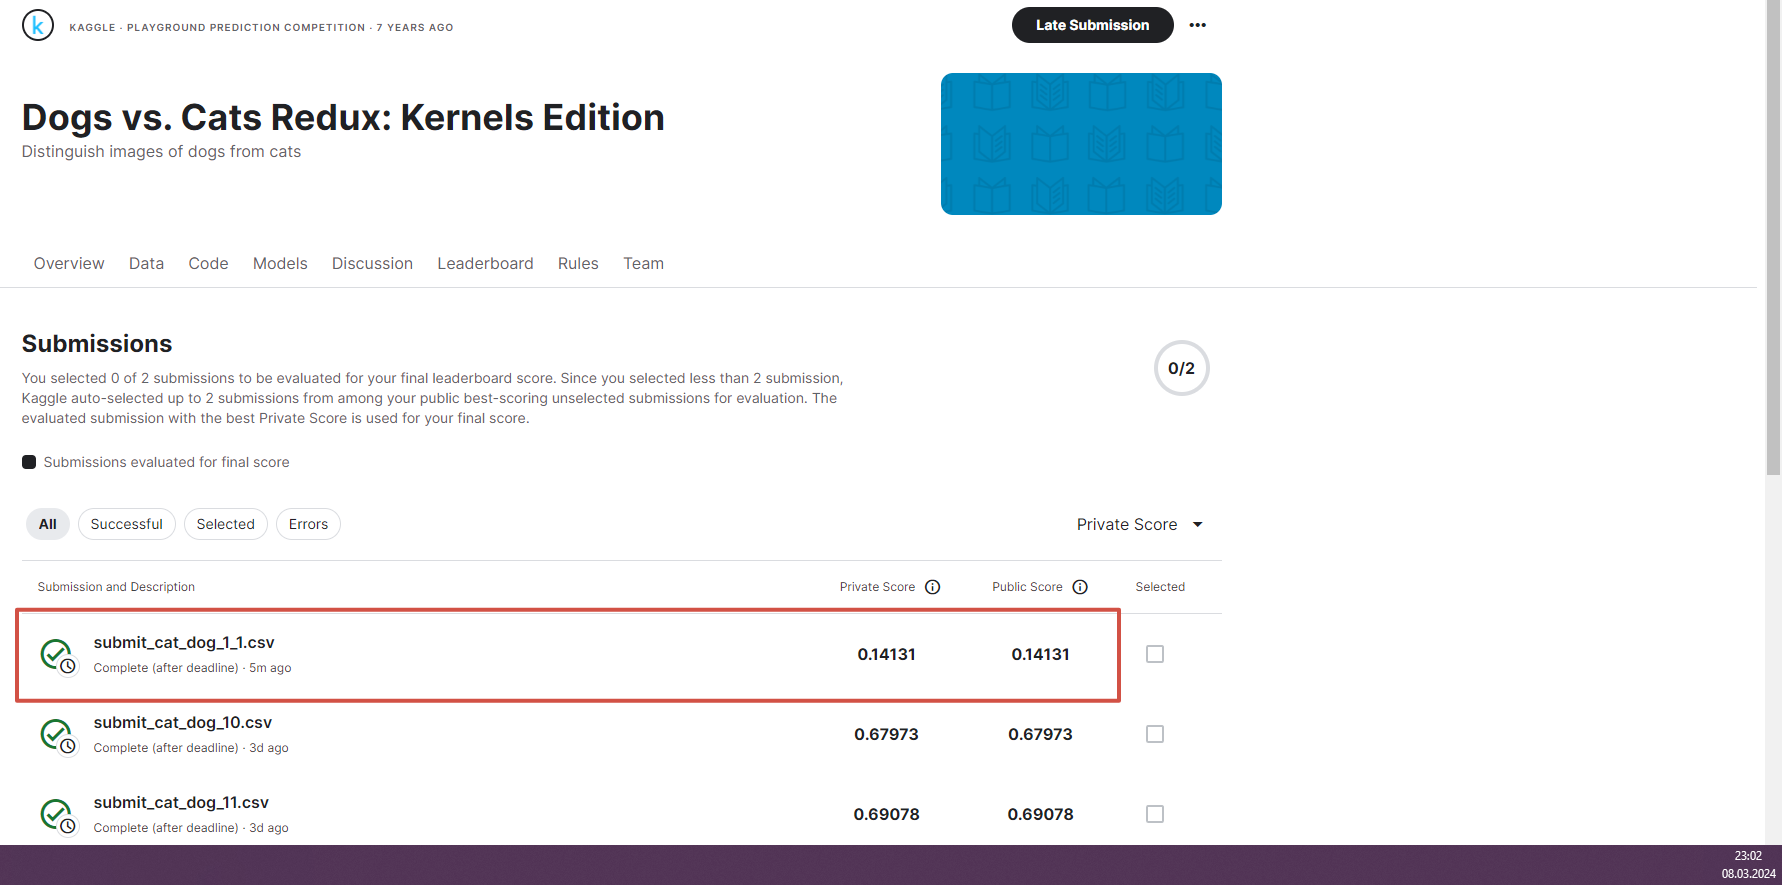 k KAGGLE · PLAYGROUND PREDICTION COMPETITION · 7 YEARS AGO
Late Submission
Dogs vs. Cats Redux: Kernels Edition
Distinguish images of dogs from cats
Overview Data Code Models Discussion Leaderboard Rules Team
Submissions
0/2
You selected 0 of 2 submissions to be evaluated for your final leaderboard score. Since you selected less than 2 submission,
Kaggle auto-selected up to 2 submissions from among your public best-scoring unselected submissions for evaluation. The
evaluated submission with the best Private Score is used for your final score.
Submissions evaluated for final score
All Successful Selected Errors Private Score
Submission and Description Private Score Public Score Selected
submit_cat_dog_1_1.csv
Complete (after deadline) · 5m ago
0.14131 0.14131
submit_cat_dog_10.csv
Complete (after deadline) · 3d ago
0.67973 0.67973
submit_cat_dog_11.csv
Complete (after deadline) · 3d ago
0.69078 0.69078
23:02
08.03.2024